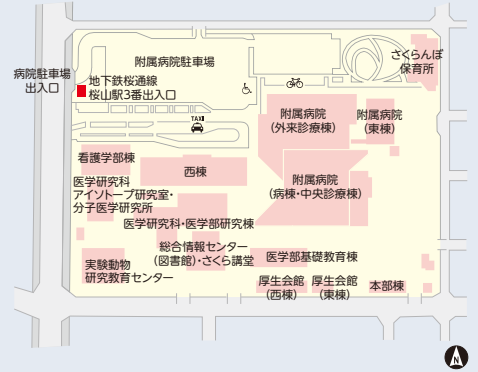 附属病院駐車場
さくらんぼ
保育所
病院駐車場
出入口
地下鉄桜通線
桜山駅3番出入口
TAXI
附属病院
(外来診療棟)
附属病院
(東棟)
看護学部棟
西棟
附属病院
(病棟・中央診療棟)
医学研究科
アイソトープ研究室・
分子医学研究所
医学研究科・医学部研究棟
総合情報センター
(図書館)・さくら講堂
医学部基礎教育棟
実験動物
研究教育センター
厚生会館
(西棟)
厚生会館
(東棟)
本部棟
N